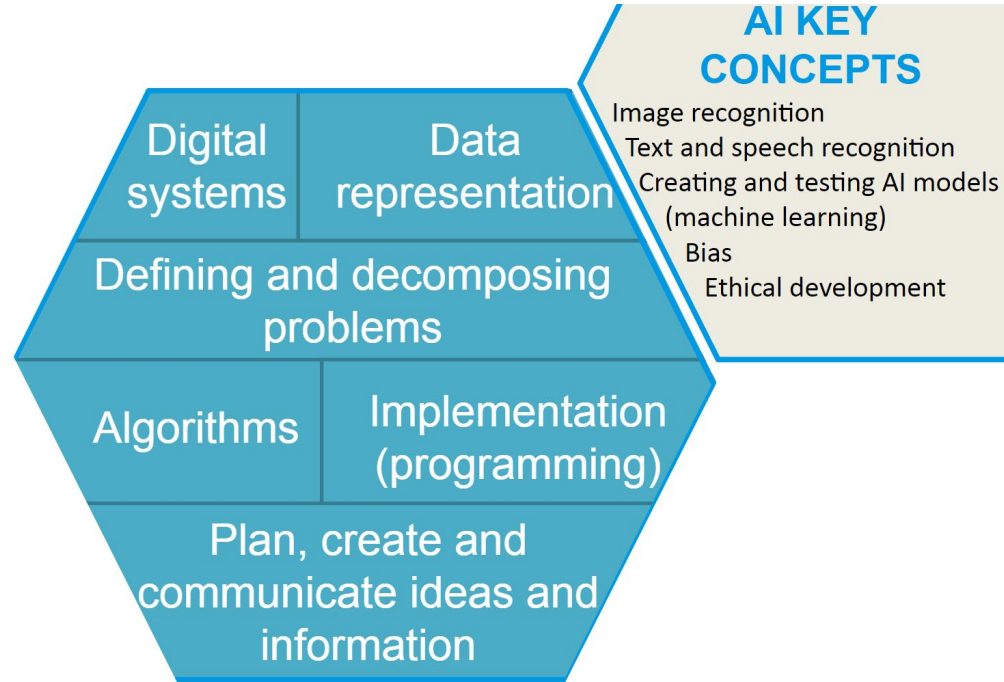 AI KEY
CONCEPTS
Image recognition
Text and speech recognition
Creating and testing AI models
(machine learning)
Bias
Ethical development
Digital
systems
Data
representation
Defining and decomposing
problems
Algorithms
Implementation
(programming)
Plan, create and
communicate ideas and
information